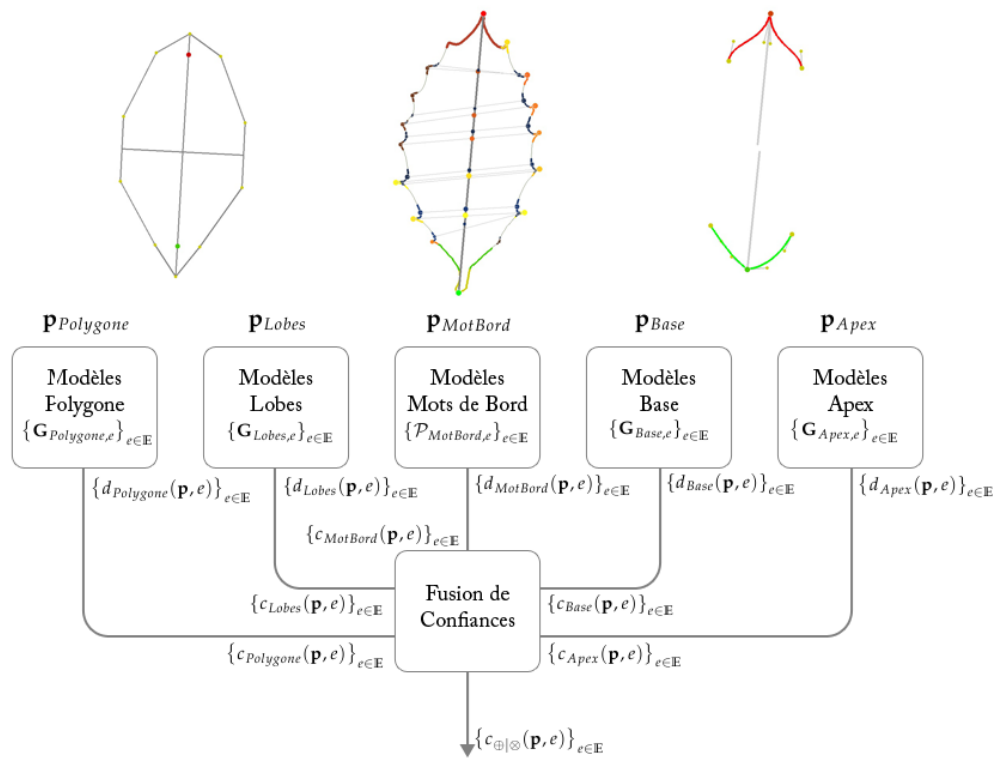 p_Polygone p_Lobes p_MotBord p_Base p_Apex
Modèles Polygone {G_Polygone,e}_e∈𝔼
Modèles Lobes {G_Lobes,e}_e∈𝔼
Modèles Mots de Bord {𝒫_MotBord,e}_e∈𝔼
Modèles Base {G_Base,e}_e∈𝔼
Modèles Apex {G_Apex,e}_e∈𝔼
{d_Polygone(p,e)}_e∈𝔼 {d_Lobes(p,e)}_e∈𝔼 {d_MotBord(p,e)}_e∈𝔼 {d_Base(p,e)}_e∈𝔼 {d_Apex(p,e)}_e∈𝔼
{c_MotBord(p,e)}_e∈𝔼
Fusion de
Confiances
{c_Lobes(p,e)}_e∈𝔼 {c_Base(p,e)}_e∈𝔼
{c_Polygone(p,e)}_e∈𝔼 {c_Apex(p,e)}_e∈𝔼
{c_⊕|⊗(p,e)}_e∈𝔼